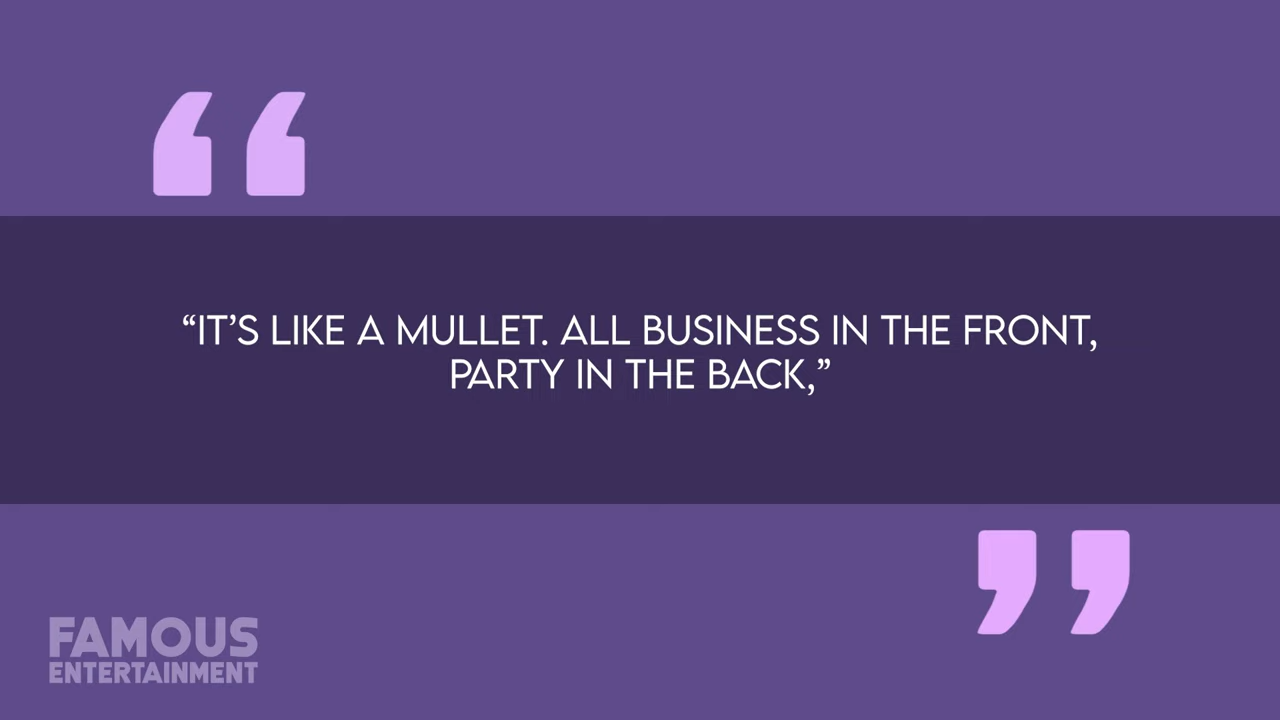 “IT’S LIKE A MULLET. ALL BUSINESS IN THE FRONT,
PARTY IN THE BACK,”
FAMOUS
ENTERTAINMENT